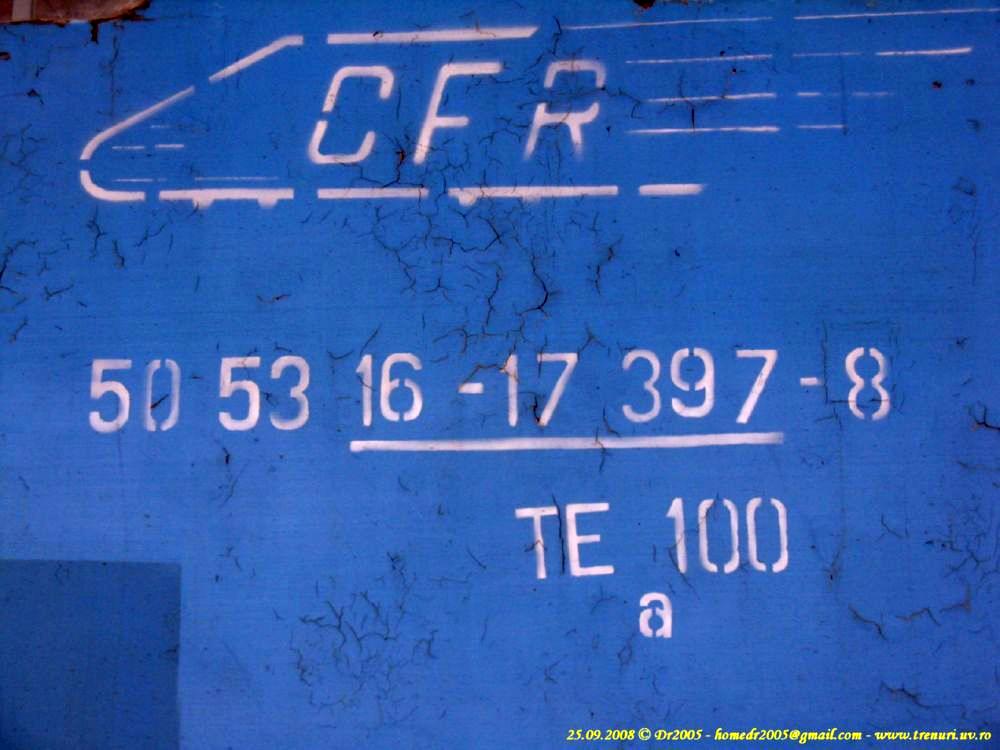 CFR
50 53 16 -17 397 - 8
TE 100
a
25.09.2008 © Dr2005 - homedr2005@gmail.com - www.trenuri.uv.ro